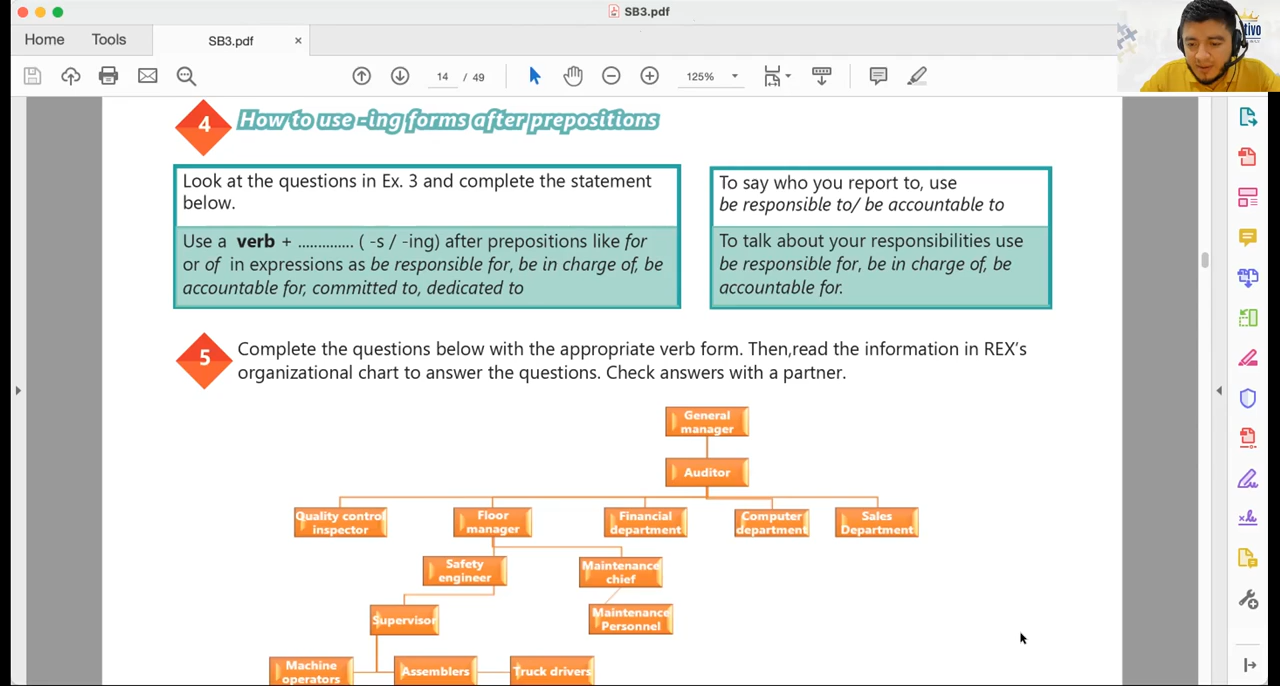 SB3.pdf
Home
Tools
SB3.pdf
×
14 / 49
125%
tivo
4
How to use -ing forms after prepositions
Look at the questions in Ex. 3 and complete the statement
below.
Use a verb + .............. ( -s / -ing) after prepositions like for
or of in expressions as be responsible for, be in charge of, be
accountable for, committed to, dedicated to
To say who you report to, use
be responsible to/ be accountable to
To talk about your responsibilities use
be responsible for, be in charge of, be
accountable for.
5
Complete the questions below with the appropriate verb form. Then,read the information in REX's
organizational chart to answer the questions. Check answers with a partner.
General
manager
Auditor
Quality control
inspector
Floor
manager
Financial
department
Computer
department
Sales
Department
Safety
engineer
Maintenance
chief
Supervisor
Maintenance
Personnel
Machine
operators
Assemblers
Truck drivers